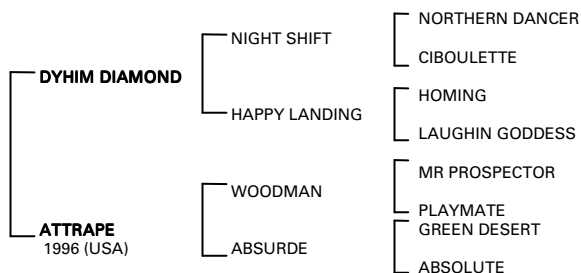 NORTHERN DANCER
NIGHT SHIFT
CIBOULETTE
DYHIM DIAMOND
HOMING
HAPPY LANDING
LAUGHIN GODDESS
MR PROSPECTOR
WOODMAN
PLAYMATE
ATTRAPE
1996 (USA)
GREEN DESERT
ABSURDE
ABSOLUTE